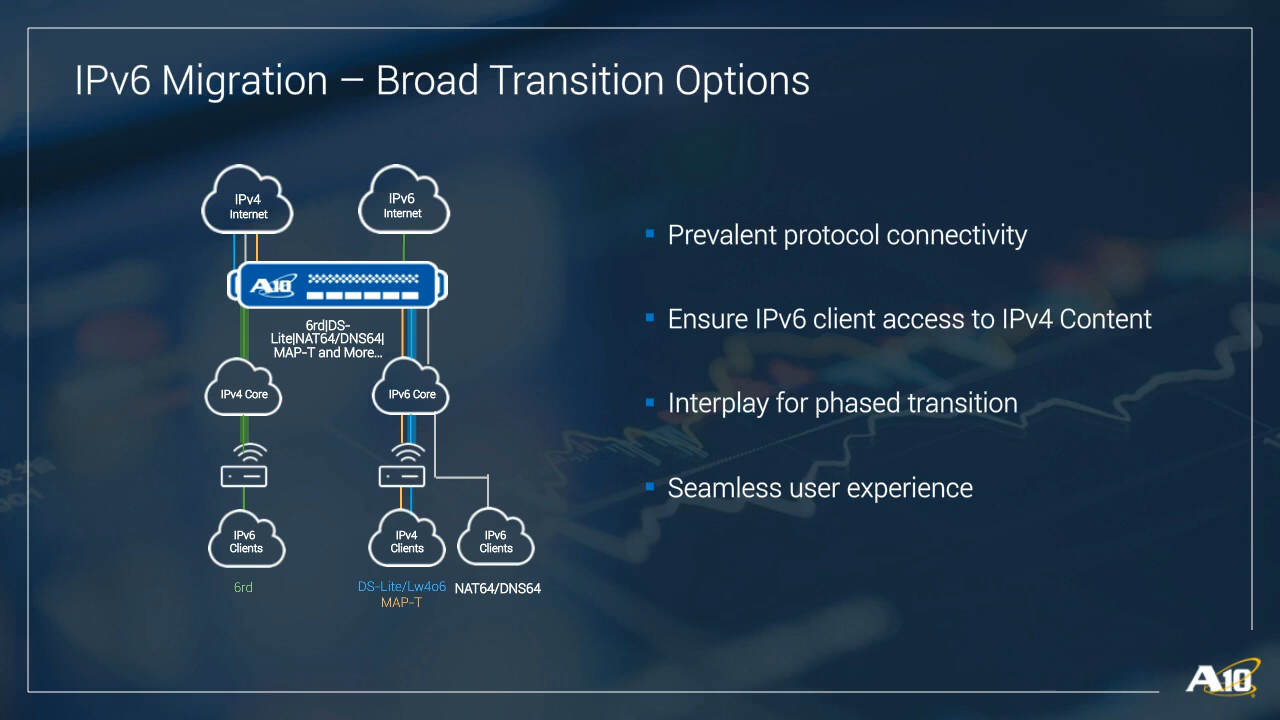 IPv6 Migration – Broad Transition Options
IPv4
Internet
IPv6
Internet
A10
6rd|DS-
Lite|NAT64/DNS64|
MAP-T and More...
IPv4 Core
IPv6 Core
IPv6
Clients
IPv4
Clients
IPv6
Clients
6rd
DS-Lite/Lw4o6
MAP-T
NAT64/DNS64
Prevalent protocol connectivity
Ensure IPv6 client access to IPv4 Content
Interplay for phased transition
Seamless user experience
A10